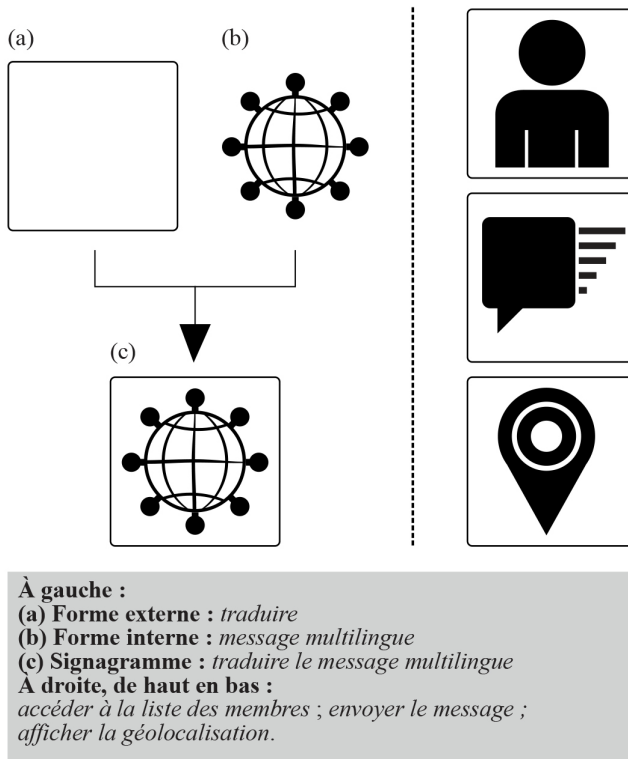 (a)
(b)
(c)
À gauche :
(a) Forme externe : traduire
(b) Forme interne : message multilingue
(c) Signagramme : traduire le message multilingue
À droite, de haut en bas :
accéder à la liste des membres ; envoyer le message ;
afficher la géolocalisation.